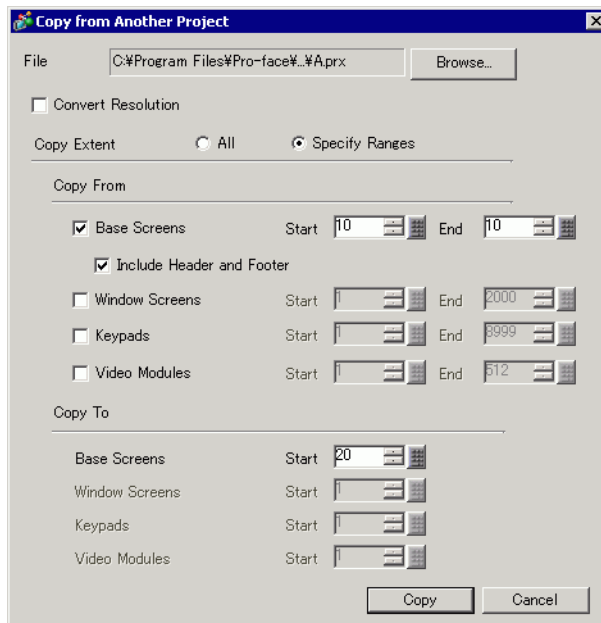 Copy from Another Project
File C:¥Program Files¥Pro-face¥...¥A.prx Browse...
Convert Resolution
Copy Extent All Specify Ranges
Copy From
Base Screens Start 10 End 10
Include Header and Footer
Window Screens Start 1 End 2000
Keypads Start 1 End 8999
Video Modules Start 1 End 512
Copy To
Base Screens Start 20
Window Screens Start 1
Keypads Start 1
Video Modules Start 1
Copy Cancel